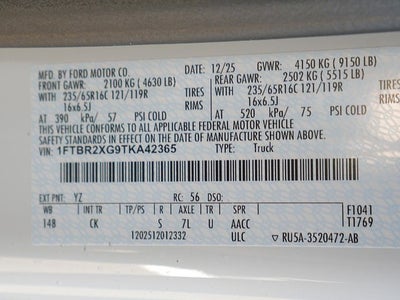 MFD. BY FORD MOTOR CO. 12/25 GVWR: 4150 KG ( 9150 LB)
FRONT GAWR: 2100 KG ( 4630 LB) REAR GAWR: 2502 KG ( 5515 LB)
WITH 235/65R16C 121/119R TIRES WITH 235/65R16C 121/119R TIRES
16x6.5J RIMS 16x6.5J RIMS
AT 390 kPa/ 57 PSI COLD AT 520 kPa/ 75 PSI COLD
THIS VEHICLE CONFORMS TO ALL APPLICABLE FEDERAL MOTOR VEHICLE
SAFETY STANDARDS IN EFFECT ON THE DATE OF MANUFACTURE SHOWN ABOVE.
VIN: 1FTBR2XG9TKA42365 TYPE: Truck
EXT PNT: YZ RC: 56 DSO: F1041
WB INT TR TP/PS R AXLE TR SPR T1769
148 CK S 7L U AACC
1202512012332 ULC ▽ RU5A-3520472-AB